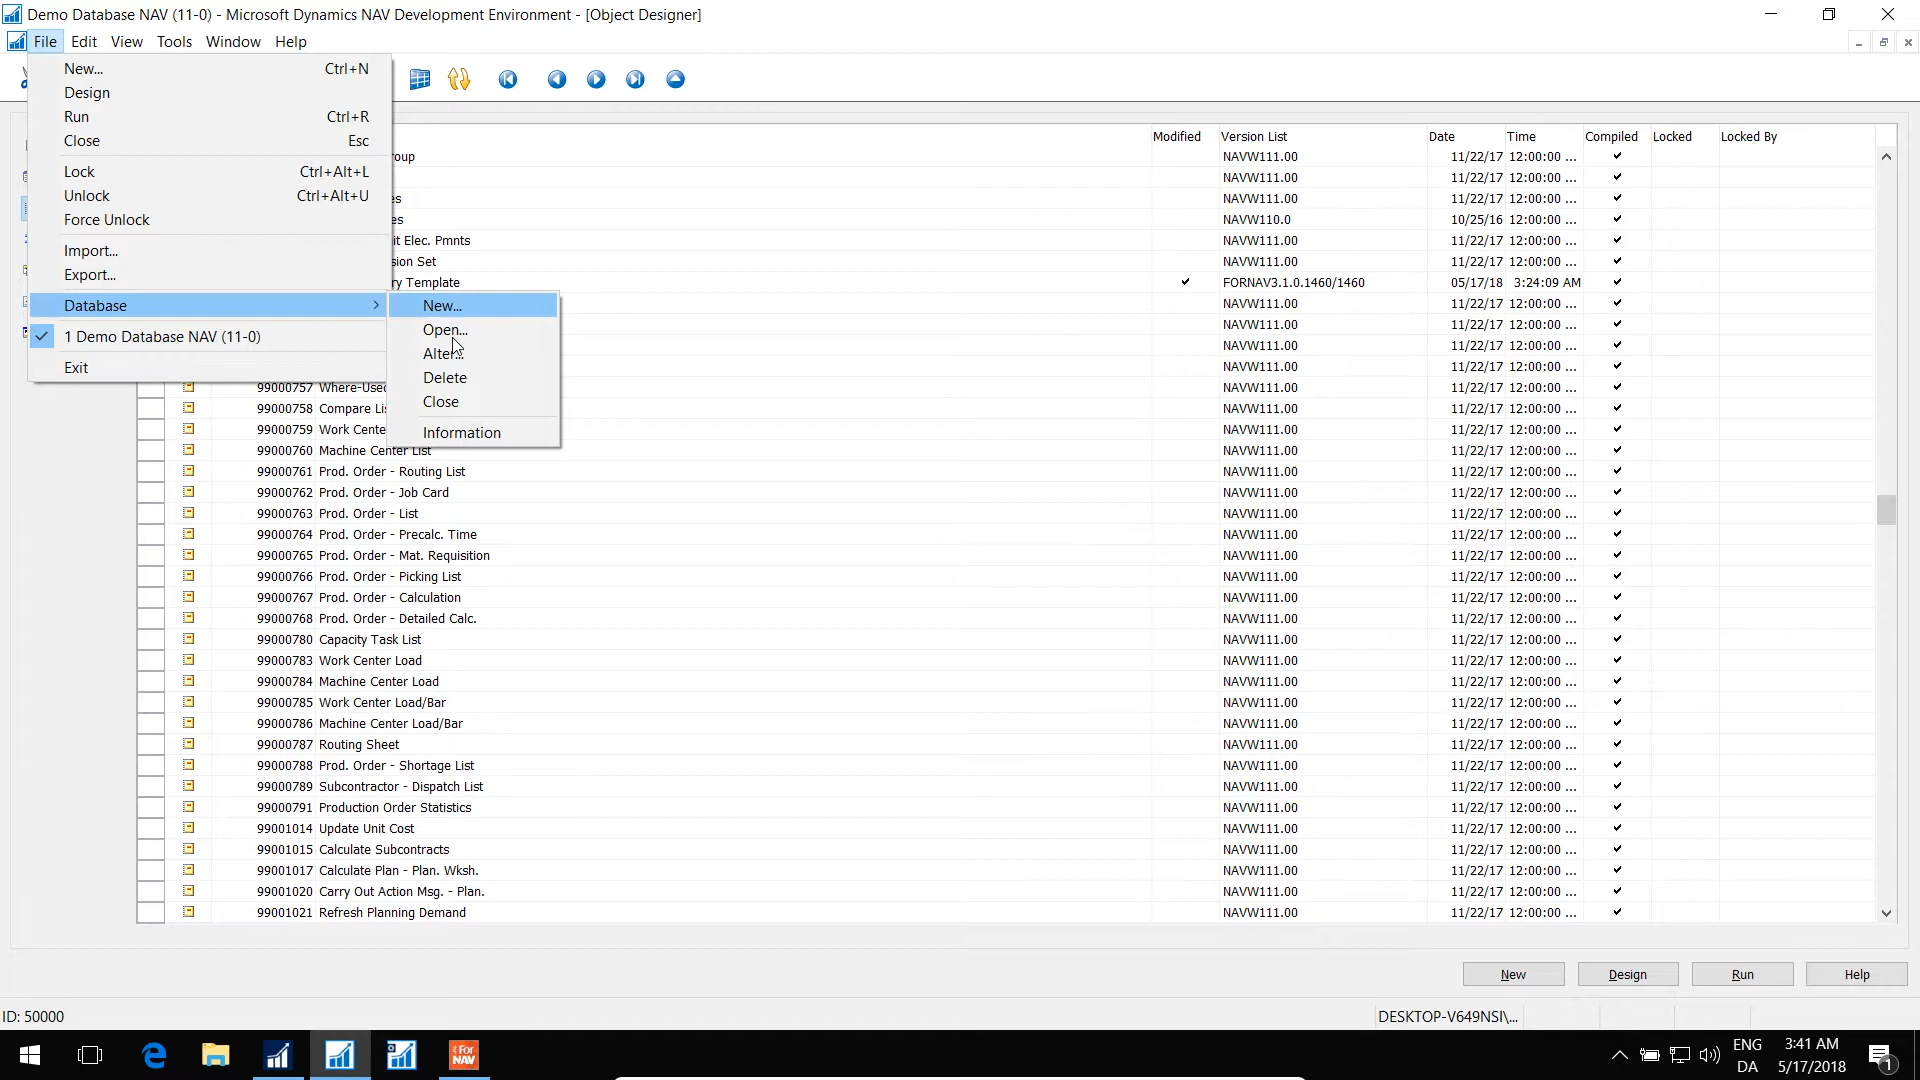 Demo Database NAV (11-0) - Microsoft Dynamics NAV Development Environment - [Object Designer]
File Edit View Tools Window Help
New... Ctrl+N
Design
Run Ctrl+R
Close Esc
Lock Ctrl+Alt+L
Unlock Ctrl+Alt+U
Force Unlock
Import...
Export...
Database
1 Demo Database NAV (11-0)
Exit
New...
Open...
Alter...
Delete
Close
Information
Modified Version List Date Time Compiled Locked Locked By
oup NAVW111.00 11/22/17 12:00:00 ...
NAVW111.00 11/22/17 12:00:00 ...
es NAVW111.00 11/22/17 12:00:00 ...
es NAVW110.0 10/25/16 12:00:00 ...
it Elec. Pmnts NAVW111.00 11/22/17 12:00:00 ...
sion Set NAVW111.00 11/22/17 12:00:00 ...
ry Template FORNAV3.1.0.1460/1460 05/17/18 3:24:09 AM
NAVW111.00 11/22/17 12:00:00 ...
NAVW111.00 11/22/17 12:00:00 ...
NAVW111.00 11/22/17 12:00:00 ...
NAVW111.00 11/22/17 12:00:00 ...
99000757 Where-Used NAVW111.00 11/22/17 12:00:00 ...
99000758 Compare Lis NAVW111.00 11/22/17 12:00:00 ...
99000759 Work Cente NAVW111.00 11/22/17 12:00:00 ...
99000760 Machine Center List NAVW111.00 11/22/17 12:00:00 ...
99000761 Prod. Order - Routing List NAVW111.00 11/22/17 12:00:00 ...
99000762 Prod. Order - Job Card NAVW111.00 11/22/17 12:00:00 ...
99000763 Prod. Order - List NAVW111.00 11/22/17 12:00:00 ...
99000764 Prod. Order - Precalc. Time NAVW111.00 11/22/17 12:00:00 ...
99000765 Prod. Order - Mat. Requisition NAVW111.00 11/22/17 12:00:00 ...
99000766 Prod. Order - Picking List NAVW111.00 11/22/17 12:00:00 ...
99000767 Prod. Order - Calculation NAVW111.00 11/22/17 12:00:00 ...
99000768 Prod. Order - Detailed Calc. NAVW111.00 11/22/17 12:00:00 ...
99000780 Capacity Task List NAVW111.00 11/22/17 12:00:00 ...
99000783 Work Center Load NAVW111.00 11/22/17 12:00:00 ...
99000784 Machine Center Load NAVW111.00 11/22/17 12:00:00 ...
99000785 Work Center Load/Bar NAVW111.00 11/22/17 12:00:00 ...
99000786 Machine Center Load/Bar NAVW111.00 11/22/17 12:00:00 ...
99000787 Routing Sheet NAVW111.00 11/22/17 12:00:00 ...
99000788 Prod. Order - Shortage List NAVW111.00 11/22/17 12:00:00 ...
99000789 Subcontractor - Dispatch List NAVW111.00 11/22/17 12:00:00 ...
99000791 Production Order Statistics NAVW111.00 11/22/17 12:00:00 ...
99001014 Update Unit Cost NAVW111.00 11/22/17 12:00:00 ...
99001015 Calculate Subcontracts NAVW111.00 11/22/17 12:00:00 ...
99001017 Calculate Plan - Plan. Wksh. NAVW111.00 11/22/17 12:00:00 ...
99001020 Carry Out Action Msg. - Plan. NAVW111.00 11/22/17 12:00:00 ...
99001021 Refresh Planning Demand NAVW111.00 11/22/17 12:00:00 ...
New Design Run Help
ID: 50000 DESKTOP-V649NSI\...
For NAV
ENG 3:41 AM
DA 5/17/2018
1